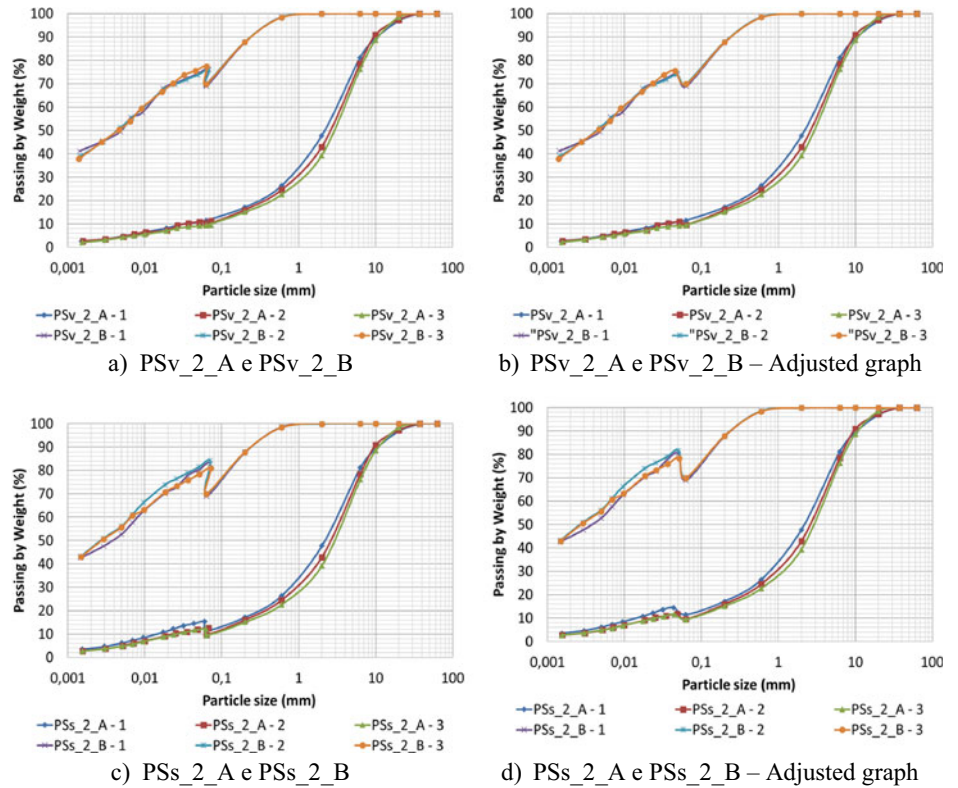 100
90
80
70
60
50
40
30
20
10
0
Passing by Weight (%)
0,001 0,01 0,1 1 10 100
Particle size (mm)
PSv_2_A - 1 PSv_2_A - 2 PSv_2_A - 3
PSv_2_B - 1 PSv_2_B - 2 PSv_2_B - 3
a) PSv_2_A e PSv_2_B
100
90
80
70
60
50
40
30
20
10
0
Passing by Weight (%)
0,001 0,01 0,1 1 10 100
Particle size (mm)
PSv_2_A - 1 PSv_2_A - 2 PSv_2_A - 3
"PSv_2_B - 1 "PSv_2_B - 2 "PSv_2_B - 3
b) PSv_2_A e PSv_2_B – Adjusted graph
100
90
80
70
60
50
40
30
20
10
0
Passing by Weight (%)
0,001 0,01 0,1 1 10 100
Particle size (mm)
PSs_2_A - 1 PSs_2_A - 2 PSs_2_A - 3
PSs_2_B - 1 PSs_2_B - 2 PSs_2_B - 3
c) PSs_2_A e PSs_2_B
100
90
80
70
60
50
40
30
20
10
0
Passing by Weight (%)
0,001 0,01 0,1 1 10 100
Particle size (mm)
PSs_2_A - 1 PSs_2_A - 2 PSs_2_A - 3
PSs_2_B - 1 PSs_2_B - 2 PSs_2_B - 3
d) PSs_2_A e PSs_2_B – Adjusted graph